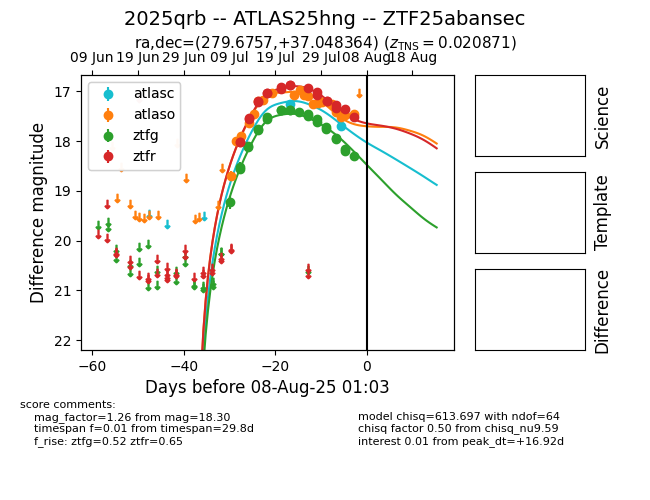 2025qrb -- ATLAS25hng -- ZTF25abansec
ra,dec=(279.6757,+37.048364) (zTNS = 0.020871)
09 Jun 19 Jun 29 Jun 09 Jul 19 Jul 29 Jul 08 Aug 18 Aug
atlasc
atlaso
ztfg
ztfr
17
18
19
20
21
22
Difference magnitude
−60 −40 −20 0
Days before 08-Aug-25 01:03
Science
Template
Difference
score comments:
mag_factor=1.26 from mag=18.30
timespan f=0.01 from timespan=29.8d
f_rise: ztfg=0.52 ztfr=0.65
model chisq=613.697 with ndof=64
chisq factor 0.50 from chisq_nu9.59
interest 0.01 from peak_dt=+16.92d